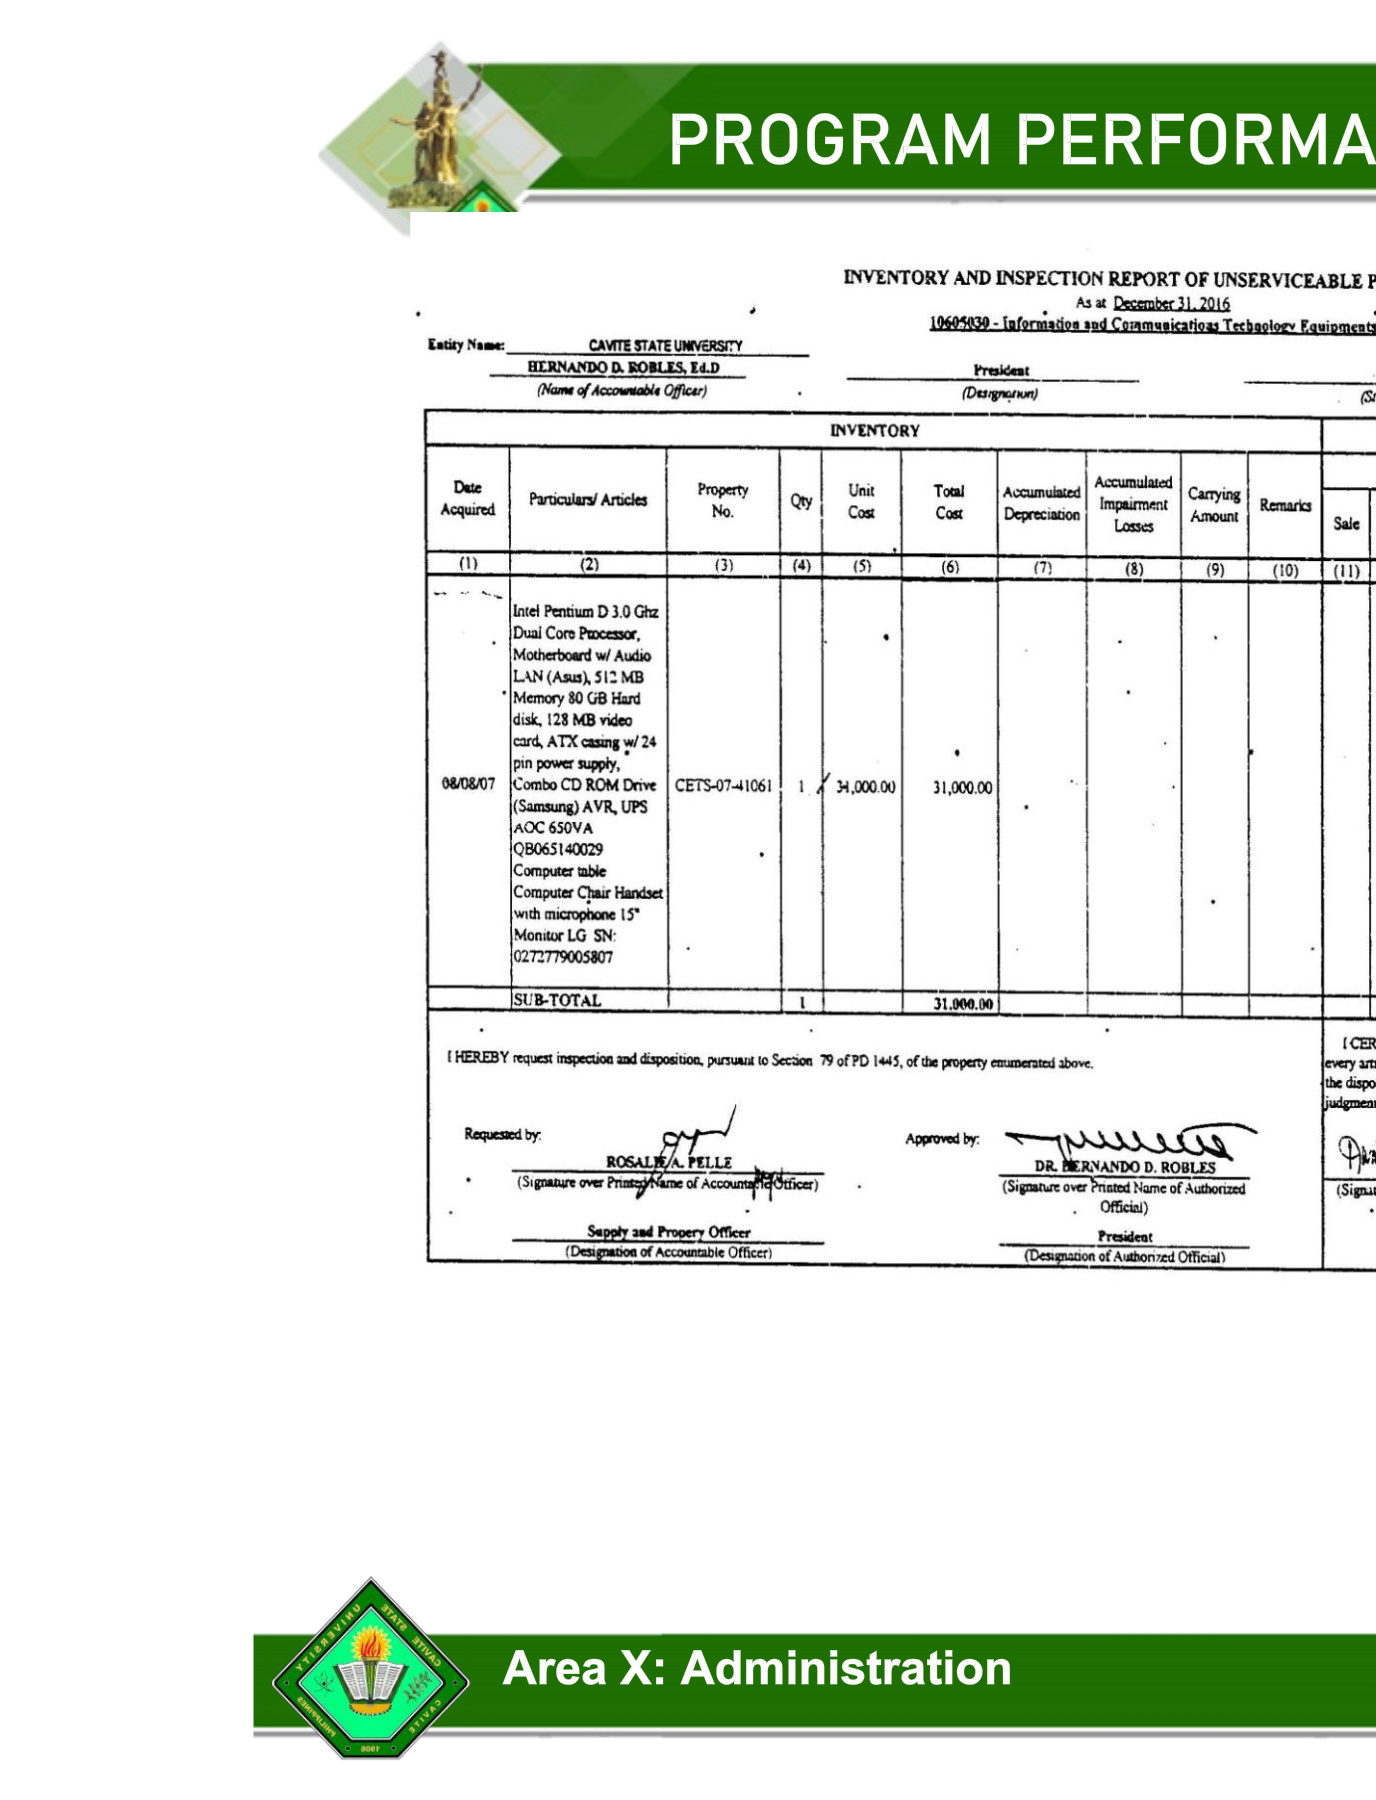 PROGRAM PERFORMA
INVENTORY AND INSPECTION REPORT OF UNSERVICEABLE P
As at December 31, 2016
10605030 - Information and Communications Technology Equipments
Entity Name: CAVITE STATE UNIVERSITY
HERNANDO D. ROBLES, Ed.D President
(Name of Accountable Officer) (Designation) (Si
INVENTORY
Date Acquired Particulars/ Articles Property No. Qty Unit Cost Total Cost Accumulated Depreciation Accumulated Impairment Losses Carrying Amount Remarks Sale
(1) (2) (3) (4) (5) (6) (7) (8) (9) (10) (11)
Intel Pentium D 3.0 Ghz
Dual Core Processor,
Motherboard w/ Audio
LAN (Asus), 512 MB
Memory 80 GB Hard
disk, 128 MB video
card, ATX casing w/ 24
pin power supply,
08/08/07 Combo CD ROM Drive CETS-07-41061 1 31,000.00 31,000.00
(Samsung) AVR, UPS
AOC 650VA
QB065140029
Computer table
Computer Chair Handset
with microphone 15"
Monitor LG SN:
0272779005807
SUB-TOTAL 1 31,000.00
I HEREBY request inspection and disposition, pursuant to Section 79 of PD 1445, of the property enumerated above.
I CER
every arti
the dispo
judgment
Requested by: Approved by:
ROSALIE A. PELLE DR. HERNANDO D. ROBLES
(Signature over Printed Name of Accountable Officer) (Signature over Printed Name of Authorized Official) (Signat
Supply and Propery Officer President
(Designation of Accountable Officer) (Designation of Authorized Official)
CAVITE STATE UNIVERSITY
CAVITE PHILIPPINES
1906
Area X: Administration